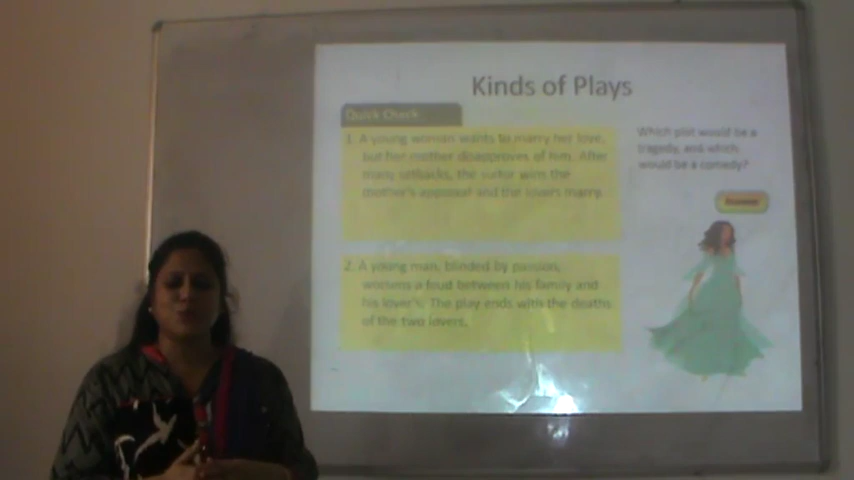 Kinds of Plays
Quick Check
1. A young woman wants to marry her love,
but her mother disapproves of him. After
many setbacks, the suitor wins the
mother's approval and the lovers marry.
Which plot would be a
tragedy, and which
would be a comedy?
2. A young man, blinded by passion,
worsens a feud between his family and
his lover's. The play ends with the deaths
of the two lovers.